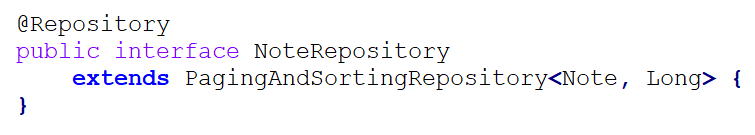 @Repository
public interface NoteRepository
    extends PagingAndSortingRepository<Note, Long> {
}